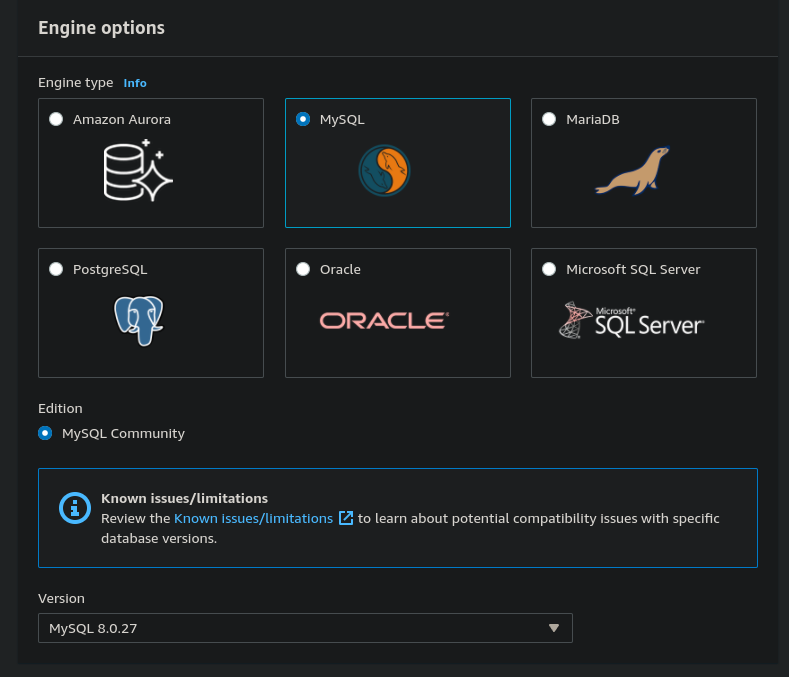 Engine options
Engine type Info
Amazon Aurora
MySQL
MariaDB
PostgreSQL
Oracle
Microsoft SQL Server
ORACLE
Microsoft®
SQL Server
Edition
MySQL Community
Known issues/limitations
Review the Known issues/limitations to learn about potential compatibility issues with specific
database versions.
Version
MySQL 8.0.27